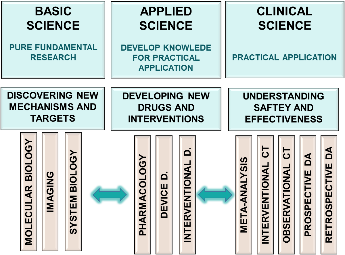 BASIC
SCIENCE
PURE FUNDAMENTAL
RESEARCH
APPLIED
SCIENCE
DEVELOP KNOWLEDE
FOR PRACTICAL
APPLICATION
CLINICAL
SCIENCE
PRACTICAL APPLICATION
DISCOVERING NEW
MECHANISMS AND
TARGETS
DEVELOPING NEW
DRUGS AND
INTERVENTIONS
UNDERSTANDING
SAFTEY AND
EFFECTIVENESS
MOLECULAR BIOLOGY
IMAGING
SYSTEM BIOLOGY
PHARMACOLOGY
DEVICE D.
INTERVENTIONAL D.
META-ANALYSIS
INTERVENTIONAL CT
OBSERVATIONAL CT
PROSPECTIVE DA
RETROSPECTIVE DA